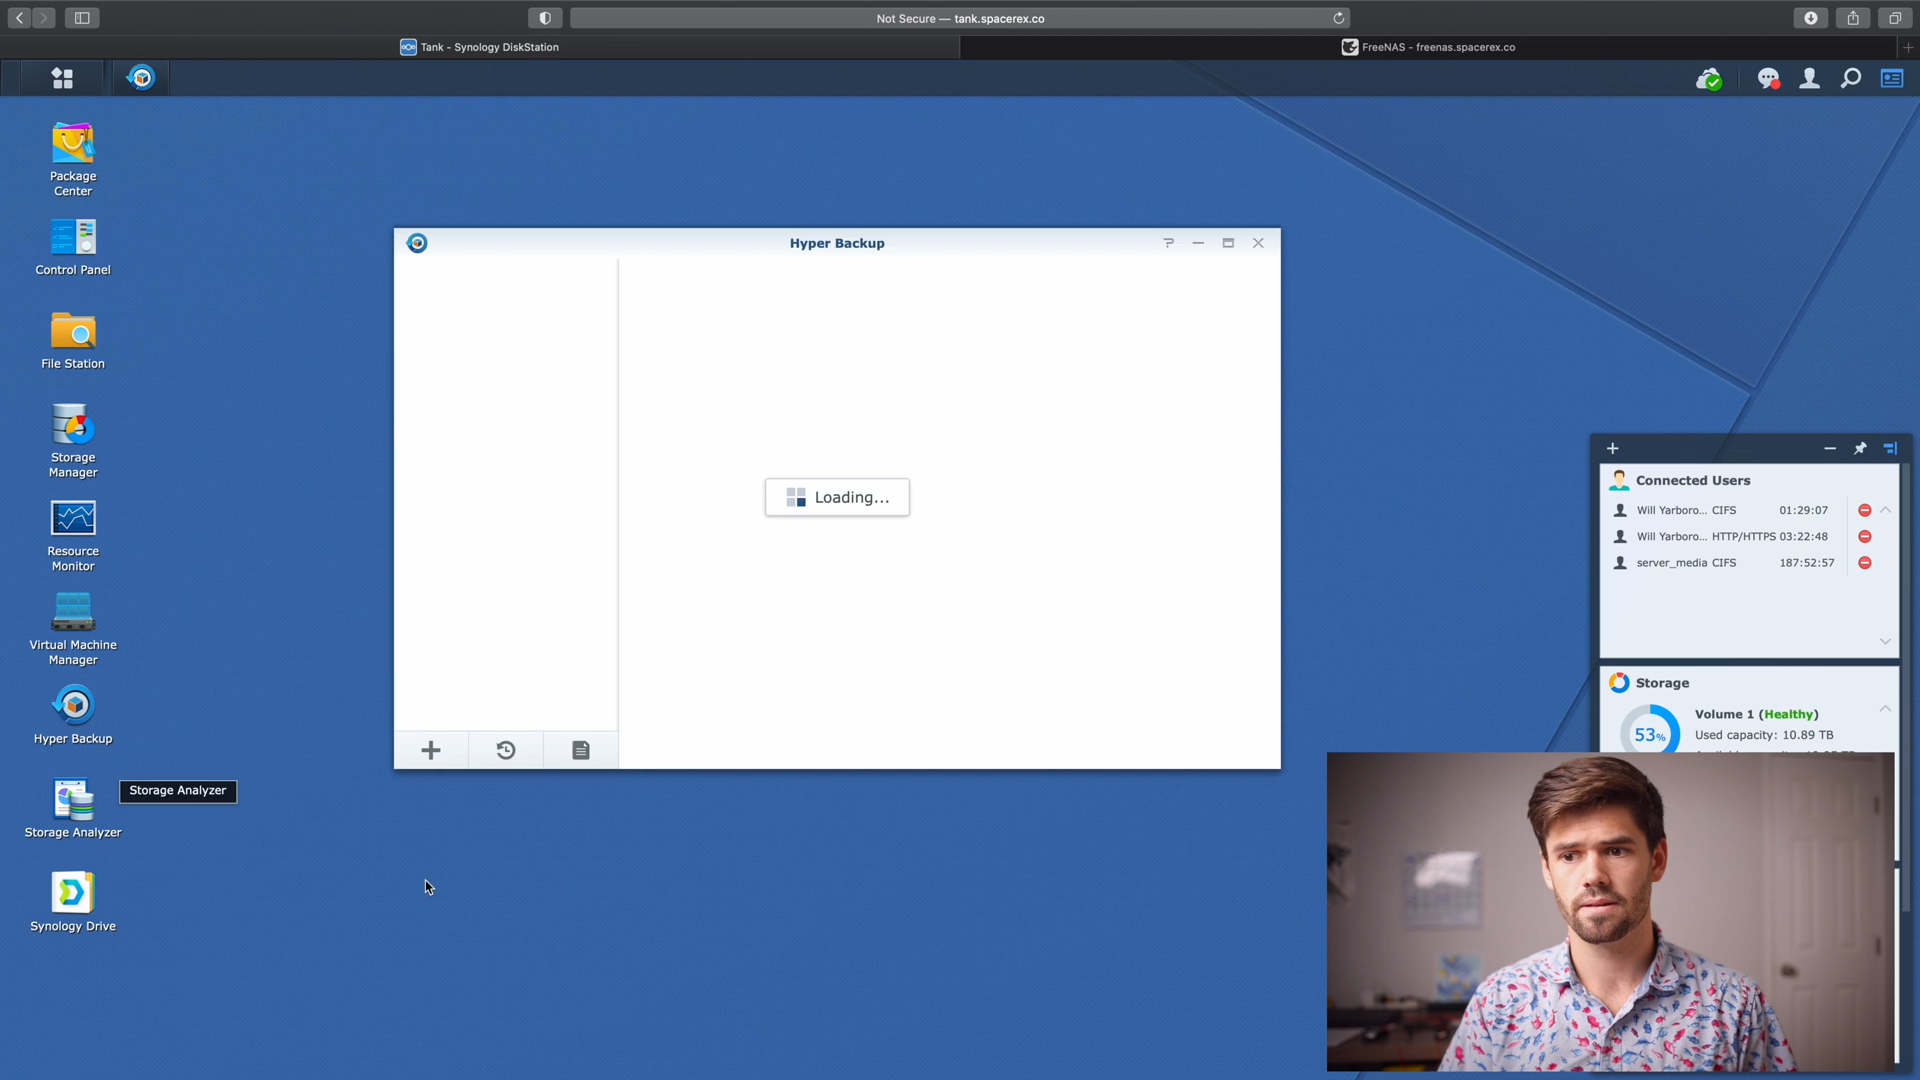 Not Secure — tank.spacerex.co
Tank - Synology DiskStation
FreeNAS - freenas.spacerex.co
Package
Center
Control Panel
File Station
Storage
Manager
Resource
Monitor
Virtual Machine
Manager
Hyper Backup
Storage Analyzer
Storage Analyzer
Synology Drive
Hyper Backup
Loading...
Connected Users
Will Yarboro... CIFS 01:29:07
Will Yarboro... HTTP/HTTPS 03:22:48
server_media CIFS 187:52:57
Storage
Volume 1 (Healthy)
53%
Used capacity: 10.89 TB